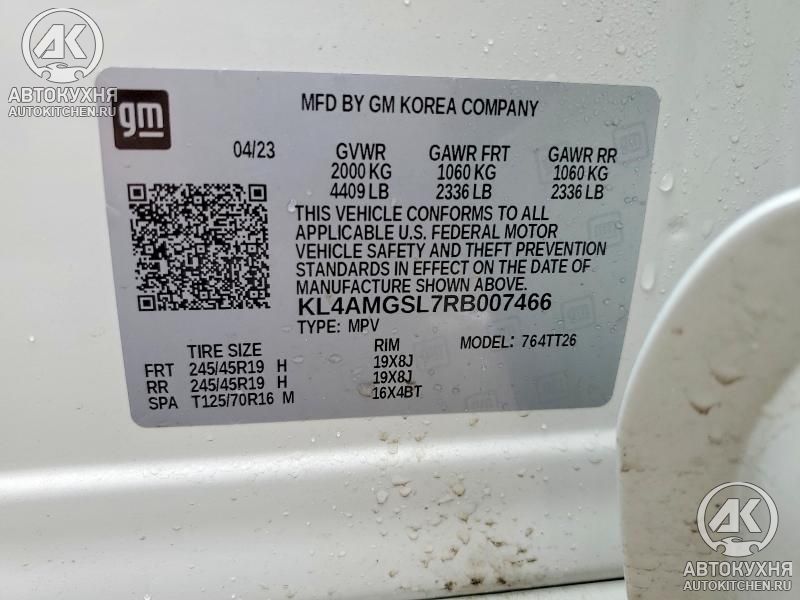 AK
АВТОКУХНЯ
AUTOKITCHEN.RU
gm
MFD BY GM KOREA COMPANY
04/23 GVWR GAWR FRT GAWR RR
2000 KG 1060 KG 1060 KG
4409 LB 2336 LB 2336 LB
THIS VEHICLE CONFORMS TO ALL
APPLICABLE U.S. FEDERAL MOTOR
VEHICLE SAFETY AND THEFT PREVENTION
STANDARDS IN EFFECT ON THE DATE OF
MANUFACTURE SHOWN ABOVE.
KL4AMGSL7RB007466
TYPE: MPV
TIRE SIZE RIM MODEL: 764TT26
FRT 245/45R19 H 19X8J
RR 245/45R19 H 19X8J
SPA T125/70R16 M 16X4BT
AK
АВТОКУХНЯ
AUTOKITCHEN.RU